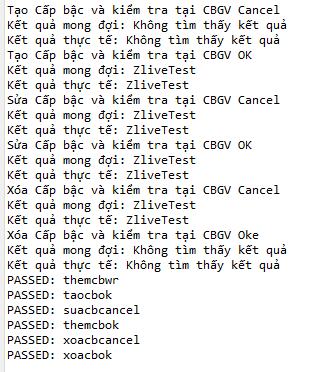 Tạo Cấp bậc và kiểm tra tại CBGV Cancel
Kết quả mong đợi: Không tìm thấy kết quả
Kết quả thực tế: Không tìm thấy kết quả
Tạo Cấp bậc và kiểm tra tại CBGV OK
Kết quả mong đợi: ZliveTest
Kết quả thực tế: ZliveTest
Sửa Cấp bậc và kiểm tra tại CBGV Cancel
Kết quả mong đợi: ZliveTest
Kết quả thực tế: ZliveTest
Sửa Cấp bậc và kiểm tra tại CBGV OK
Kết quả mong đợi: ZliveTest
Kết quả thực tế: ZliveTest
Xóa Cấp bậc và kiểm tra tại CBGV Cancel
Kết quả mong đợi: ZliveTest
Kết quả thực tế: ZliveTest
Xóa Cấp bậc và kiểm tra tại CBGV Oke
Kết quả mong đợi: Không tìm thấy kết quả
Kết quả thực tế: Không tìm thấy kết quả
PASSED: themcbwr
PASSED: taocbok
PASSED: suacbcancel
PASSED: themcbok
PASSED: xoacbcancel
PASSED: xoacbok